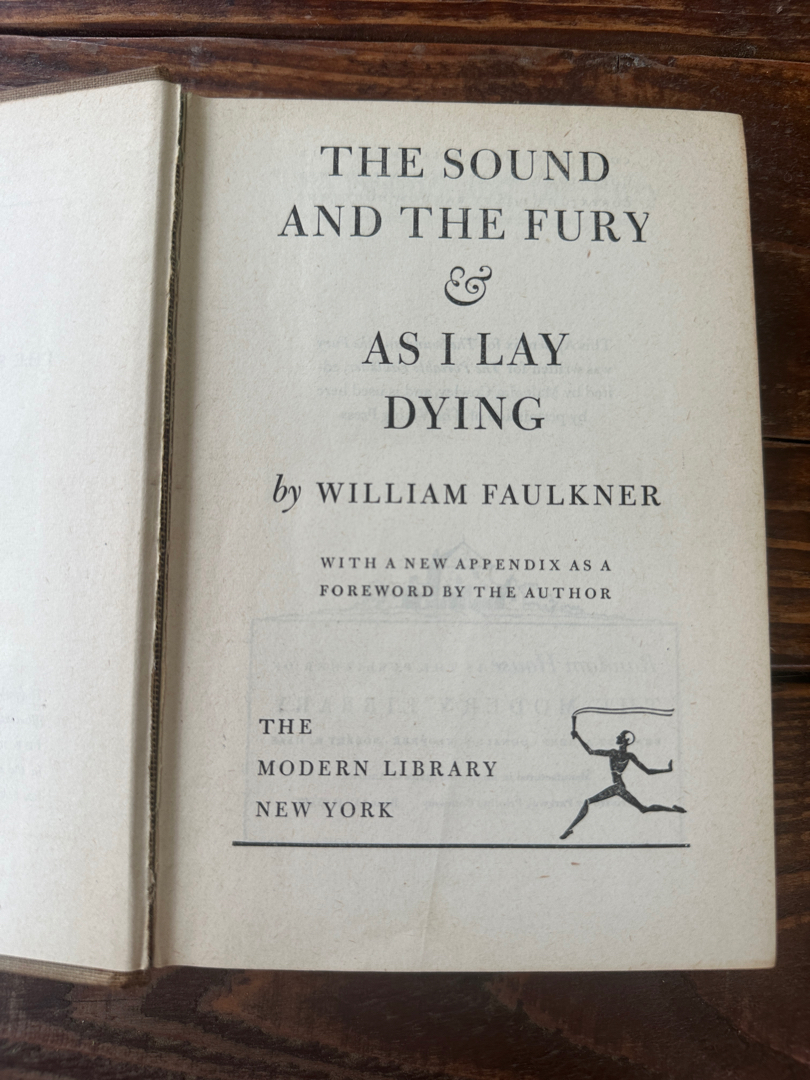 THE SOUND
AND THE FURY
&
AS I LAY
DYING
by WILLIAM FAULKNER
WITH A NEW APPENDIX AS A
FOREWORD BY THE AUTHOR
THE
MODERN LIBRARY
NEW YORK